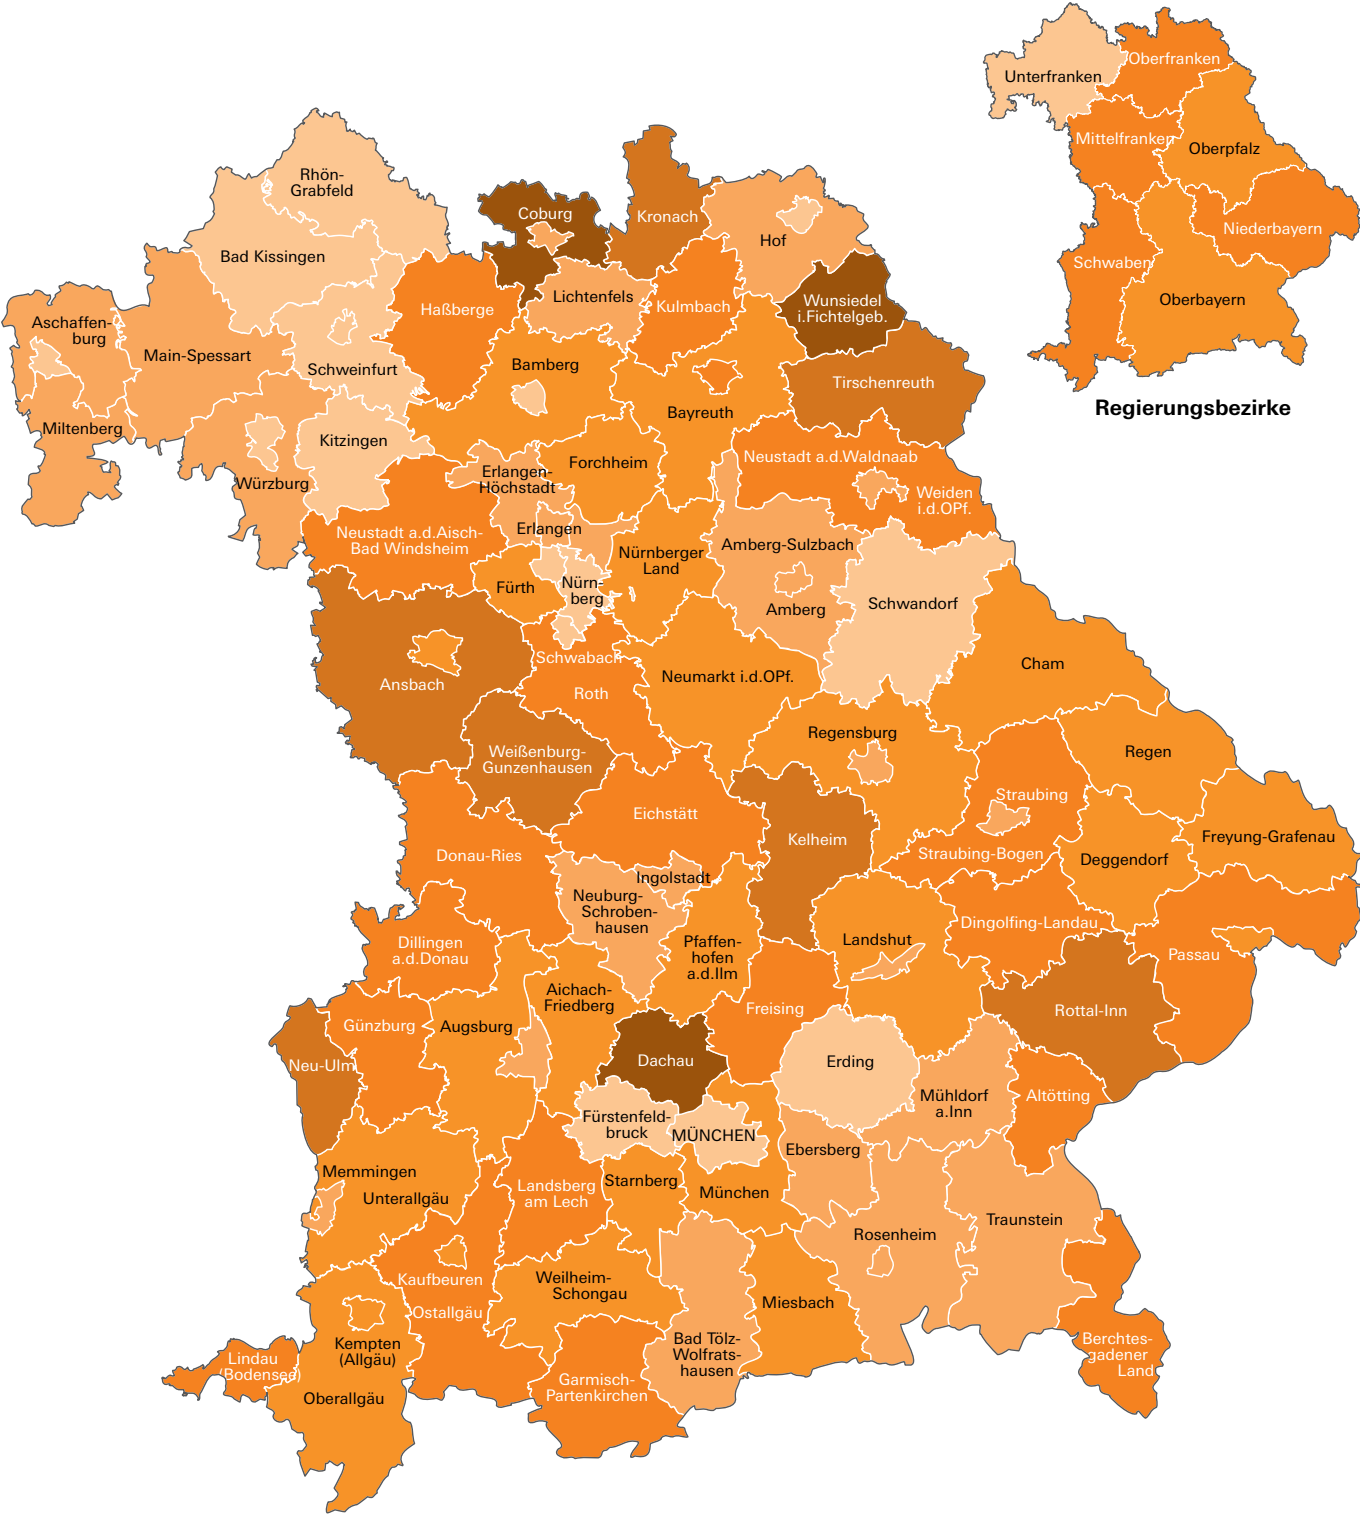 Unterfranken
Oberfranken
Mittelfranken
Oberpfalz
Niederbayern
Schwaben
Oberbayern
Regierungsbezirke
Rhön-
Grabfeld
Coburg
Kronach
Hof
Bad Kissingen
Lichtenfels
Wunsiedel
i.Fichtelgeb.
Haßberge
Kulmbach
Aschaffen-
burg
Main-Spessart
Schweinfurt
Bamberg
Tirschenreuth
Bayreuth
Miltenberg
Kitzingen
Neustadt a.d.Waldnaab
Forchheim
Erlangen-
Höchstadt
Würzburg
Weiden
i.d.OPf.
Neustadt a.d.Aisch-
Bad Windsheim
Erlangen
Nürnberger
Land
Amberg-Sulzbach
Fürth
Nürn-
berg
Amberg
Schwandorf
Schwabach
Cham
Ansbach
Roth
Neumarkt i.d.OPf.
Regensburg
Weißenburg-
Gunzenhausen
Regen
Straubing
Eichstätt
Kelheim
Freyung-Grafenau
Donau-Ries
Straubing-Bogen
Deggendorf
Ingolstadt
Neuburg-
Schroben-
hausen
Dingolfing-Landau
Dillingen
a.d.Donau
Pfaffen-
hofen
a.d.Ilm
Landshut
Passau
Aichach-
Friedberg
Freising
Rottal-Inn
Günzburg
Augsburg
Neu-Ulm
Dachau
Erding
Mühldorf
a.Inn
Altötting
Fürstenfeld-
bruck
MÜNCHEN
Ebersberg
Memmingen
Unterallgäu
Landsberg
am Lech
Starnberg
München
Rosenheim
Traunstein
Kaufbeuren
Ostallgäu
Weilheim-
Schongau
Miesbach
Kempten
(Allgäu)
Bad Tölz-
Wolfrats-
hausen
Berchtes-
gadener
Land
Lindau
(Bodensee)
Garmisch-
Partenkirchen
Oberallgäu